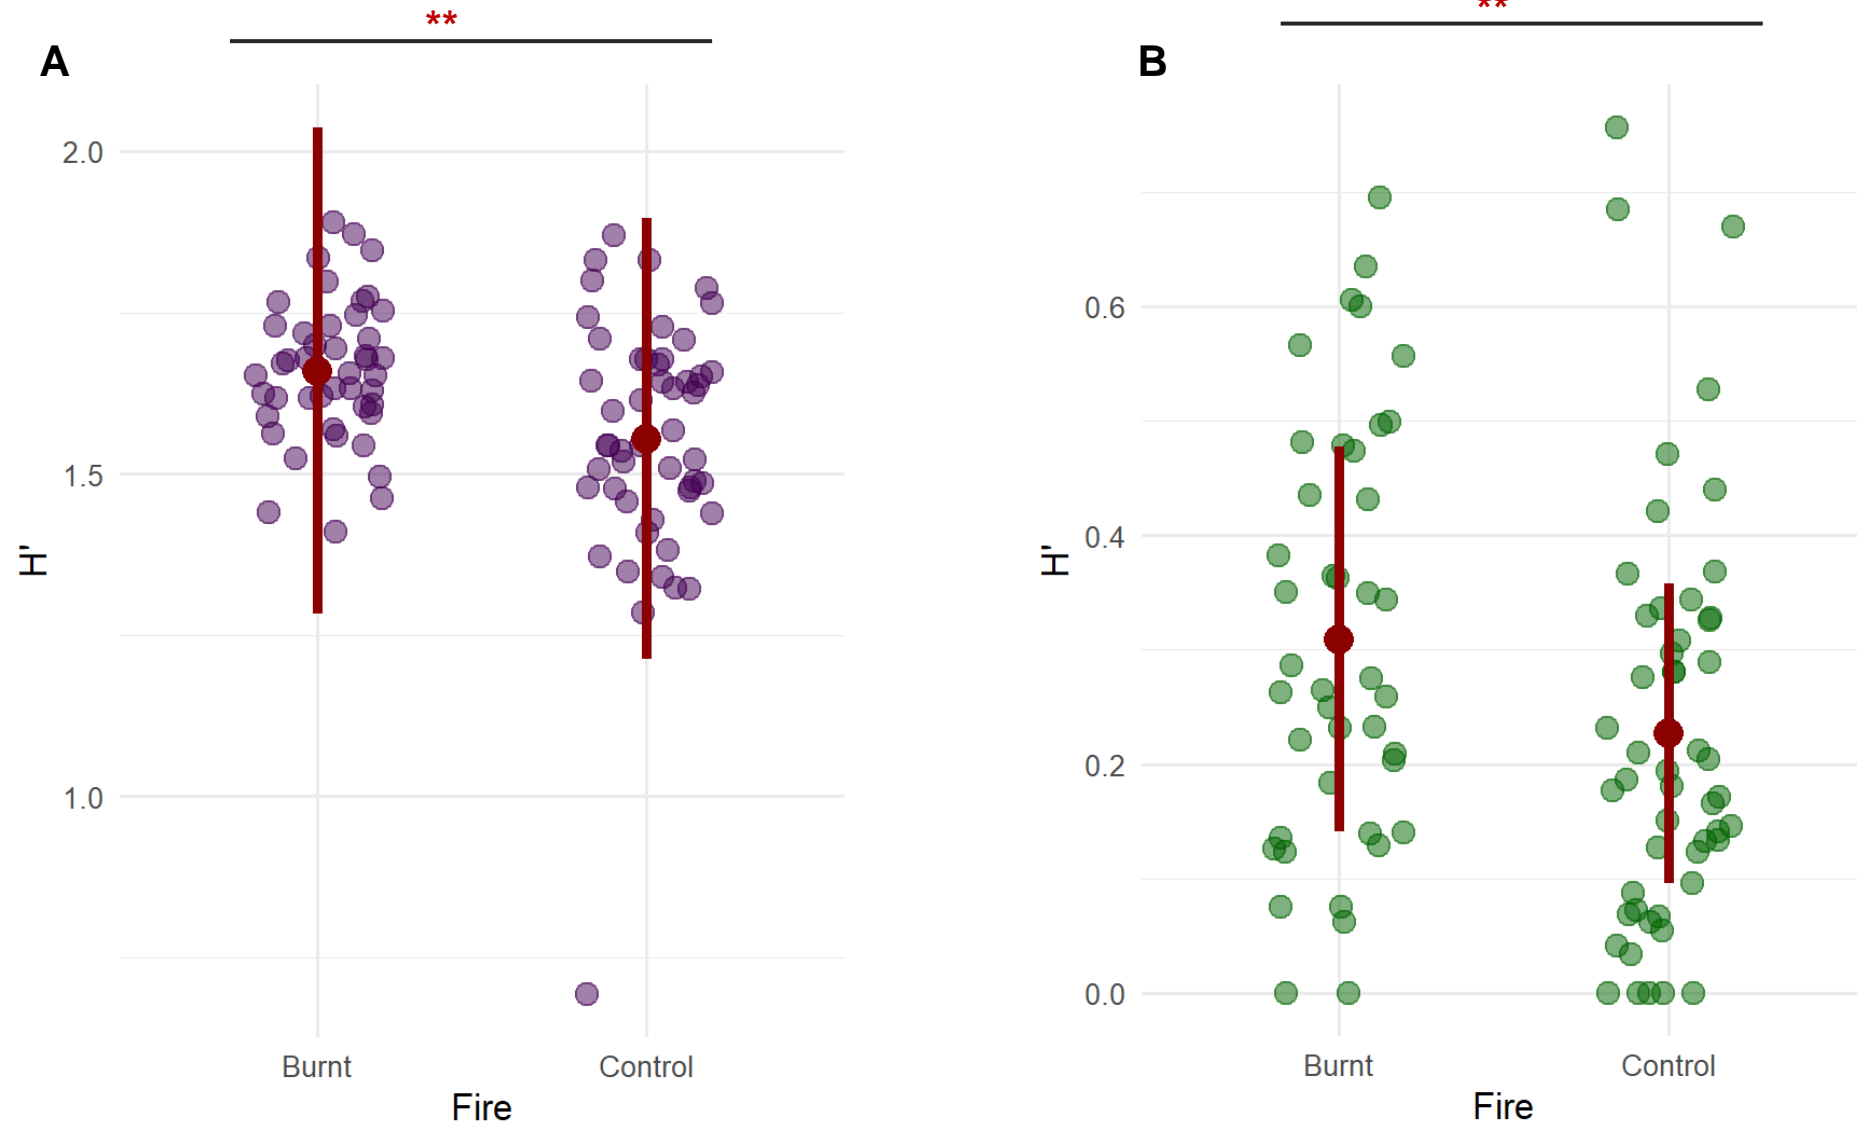 **
A
2.0
1.5
1.0
H'
Burnt Control
Fire
**
B
0.6
0.4
0.2
0.0
H'
Burnt Control
Fire